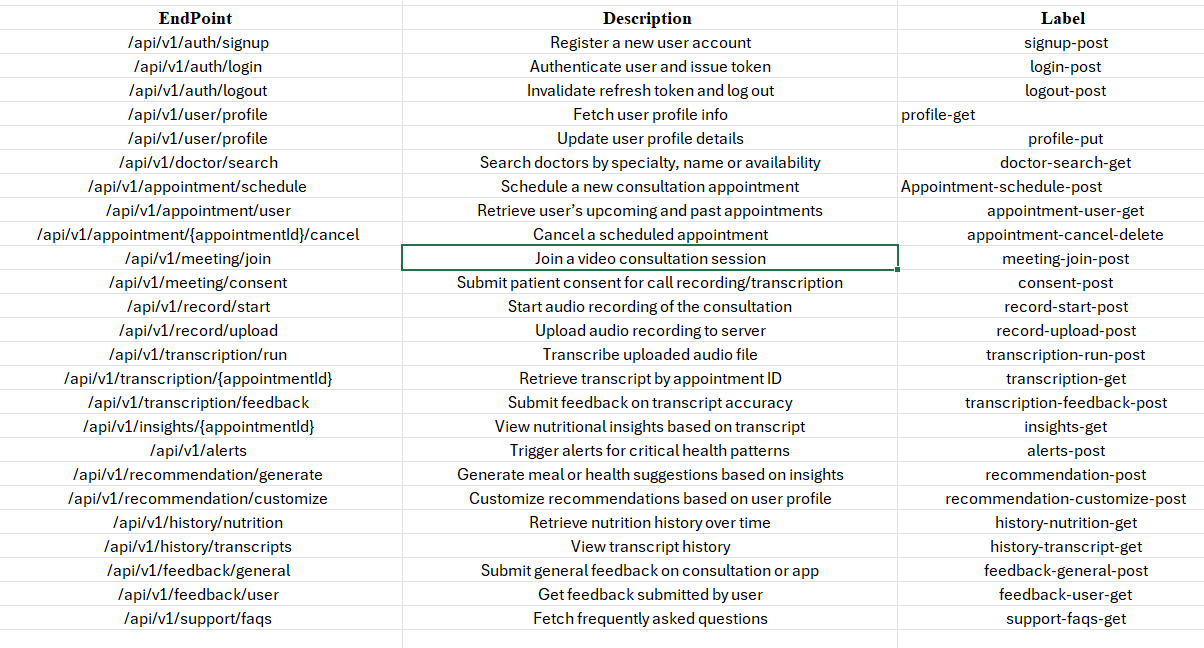 EndPoint Description Label
/api/v1/auth/signup Register a new user account signup-post
/api/v1/auth/login Authenticate user and issue token login-post
/api/v1/auth/logout Invalidate refresh token and log out logout-post
/api/v1/user/profile Fetch user profile info profile-get
/api/v1/user/profile Update user profile details profile-put
/api/v1/doctor/search Search doctors by specialty, name or availability doctor-search-get
/api/v1/appointment/schedule Schedule a new consultation appointment Appointment-schedule-post
/api/v1/appointment/user Retrieve user’s upcoming and past appointments appointment-user-get
/api/v1/appointment/{appointmentId}/cancel Cancel a scheduled appointment appointment-cancel-delete
/api/v1/meeting/join Join a video consultation session meeting-join-post
/api/v1/meeting/consent Submit patient consent for call recording/transcription consent-post
/api/v1/record/start Start audio recording of the consultation record-start-post
/api/v1/record/upload Upload audio recording to server record-upload-post
/api/v1/transcription/run Transcribe uploaded audio file transcription-run-post
/api/v1/transcription/{appointmentId} Retrieve transcript by appointment ID transcription-get
/api/v1/transcription/feedback Submit feedback on transcript accuracy transcription-feedback-post
/api/v1/insights/{appointmentId} View nutritional insights based on transcript insights-get
/api/v1/alerts Trigger alerts for critical health patterns alerts-post
/api/v1/recommendation/generate Generate meal or health suggestions based on insights recommendation-post
/api/v1/recommendation/customize Customize recommendations based on user profile recommendation-customize-post
/api/v1/history/nutrition Retrieve nutrition history over time history-nutrition-get
/api/v1/history/transcripts View transcript history history-transcript-get
/api/v1/feedback/general Submit general feedback on consultation or app feedback-general-post
/api/v1/feedback/user Get feedback submitted by user feedback-user-get
/api/v1/support/faqs Fetch frequently asked questions support-faqs-get